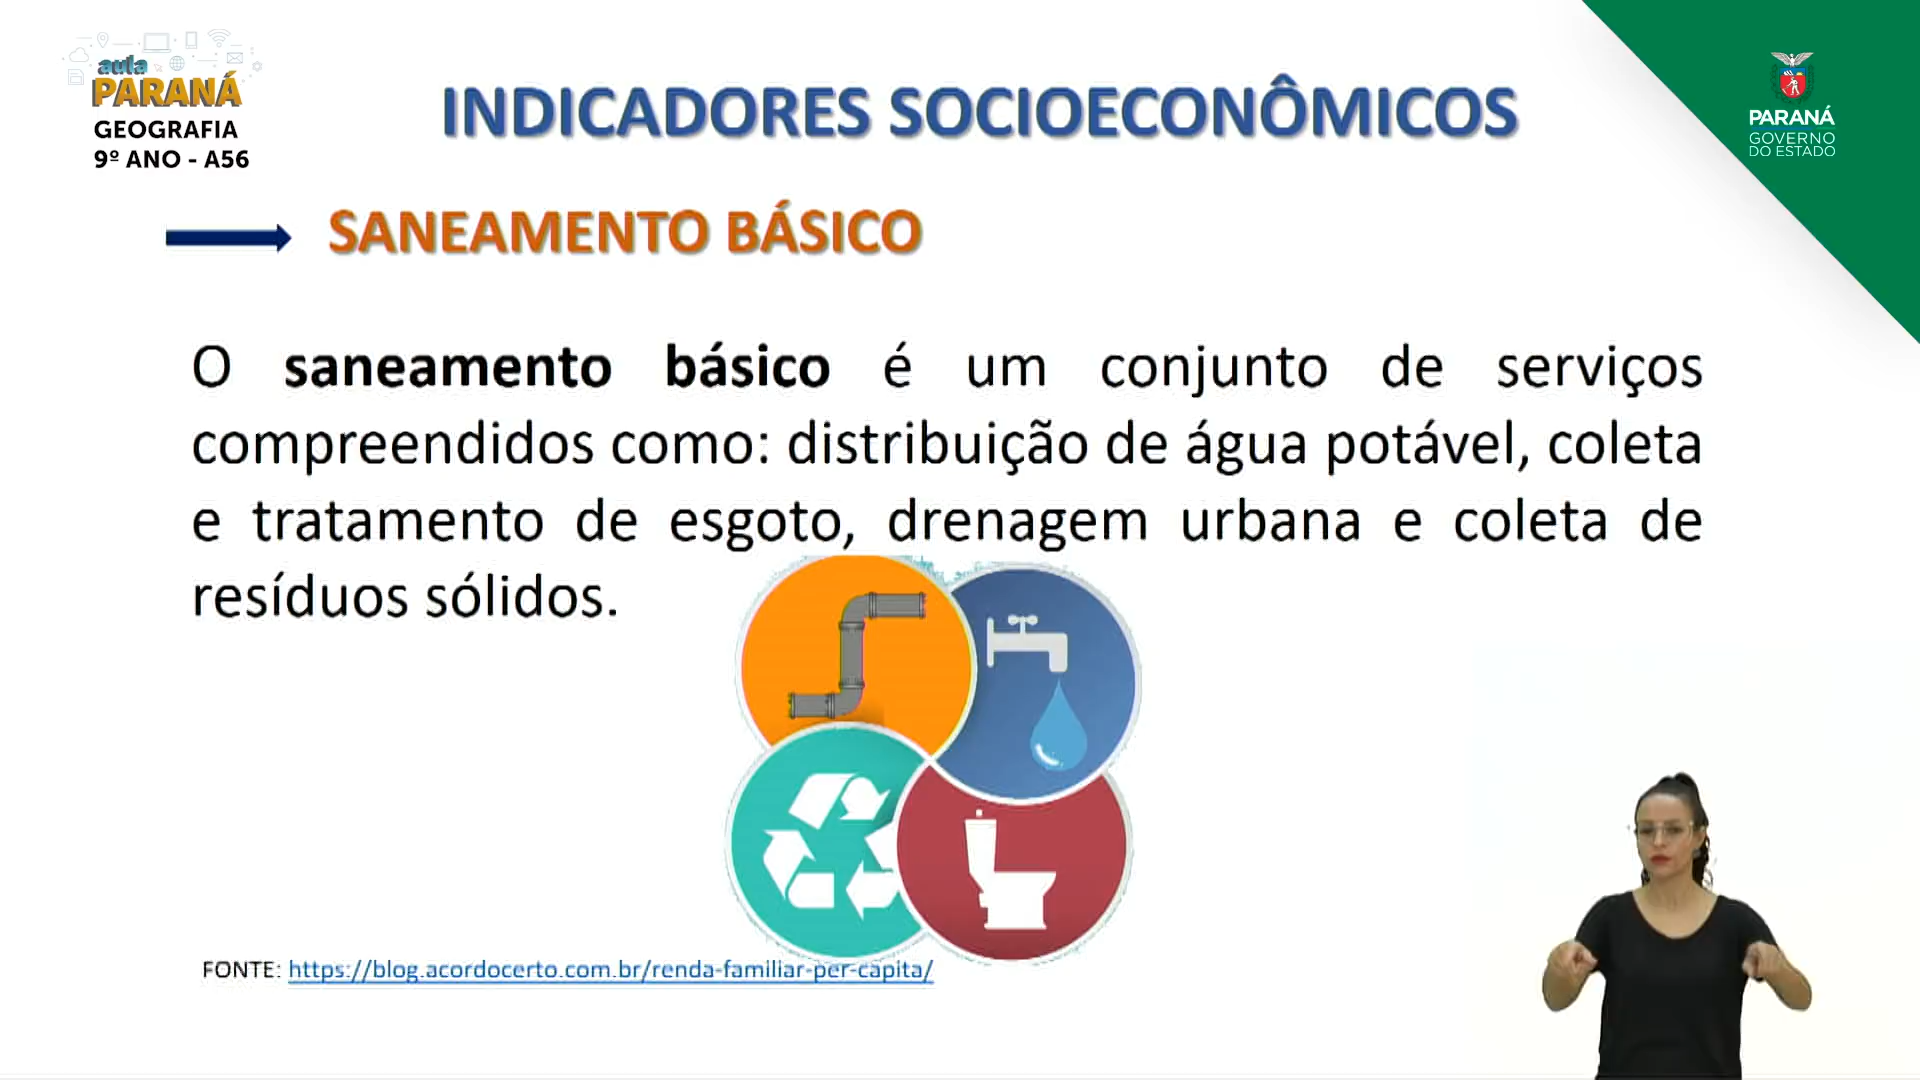 aula
PARANÁ
GEOGRAFIA
9º ANO - A56
INDICADORES SOCIOECONÔMICOS
PARANÁ
GOVERNO
DO ESTADO
SANEAMENTO BÁSICO
O saneamento básico é um conjunto de serviços
compreendidos como: distribuição de água potável, coleta
e tratamento de esgoto, drenagem urbana e coleta de
resíduos sólidos.
FONTE: https://blog.acordocerto.com.br/renda-familiar-per-capita/